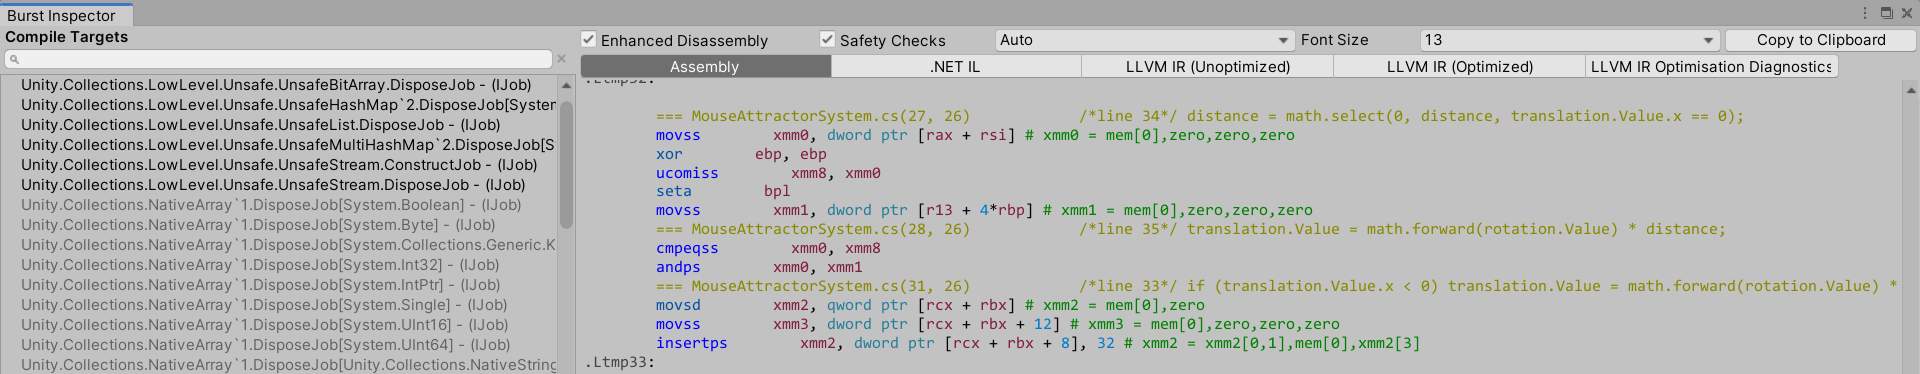 Burst Inspector
Compile Targets
Enhanced Disassembly
Safety Checks
Auto
Font Size
13
Copy to Clipboard
Assembly
.NET IL
LLVM IR (Unoptimized)
LLVM IR (Optimized)
LLVM IR Optimisation Diagnostics
Unity.Collections.LowLevel.Unsafe.UnsafeBitArray.DisposeJob - (IJob)
Unity.Collections.LowLevel.Unsafe.UnsafeHashMap`2.DisposeJob[System
Unity.Collections.LowLevel.Unsafe.UnsafeList.DisposeJob - (IJob)
Unity.Collections.LowLevel.Unsafe.UnsafeMultiHashMap`2.DisposeJob[S
Unity.Collections.LowLevel.Unsafe.UnsafeStream.ConstructJob - (IJob)
Unity.Collections.LowLevel.Unsafe.UnsafeStream.DisposeJob - (IJob)
Unity.Collections.NativeArray`1.DisposeJob[System.Boolean] - (IJob)
Unity.Collections.NativeArray`1.DisposeJob[System.Byte] - (IJob)
Unity.Collections.NativeArray`1.DisposeJob[System.Collections.Generic.K
Unity.Collections.NativeArray`1.DisposeJob[System.Int32] - (IJob)
Unity.Collections.NativeArray`1.DisposeJob[System.IntPtr] - (IJob)
Unity.Collections.NativeArray`1.DisposeJob[System.Single] - (IJob)
Unity.Collections.NativeArray`1.DisposeJob[System.UInt16] - (IJob)
Unity.Collections.NativeArray`1.DisposeJob[System.UInt64] - (IJob)
Unity.Collections.NativeArray`1.DisposeJob[Unity.Collections.NativeString
.Ltmp32:
=== MouseAttractorSystem.cs(27, 26) /*line 34*/ distance = math.select(0, distance, translation.Value.x == 0);
movss xmm0, dword ptr [rax + rsi] # xmm0 = mem[0],zero,zero,zero
xor ebp, ebp
ucomiss xmm8, xmm0
seta bpl
movss xmm1, dword ptr [r13 + 4*rbp] # xmm1 = mem[0],zero,zero,zero
=== MouseAttractorSystem.cs(28, 26) /*line 35*/ translation.Value = math.forward(rotation.Value) * distance;
cmpeqss xmm0, xmm8
andps xmm0, xmm1
=== MouseAttractorSystem.cs(31, 26) /*line 33*/ if (translation.Value.x < 0) translation.Value = math.forward(rotation.Value) *
movsd xmm2, qword ptr [rcx + rbx] # xmm2 = mem[0],zero
movss xmm3, dword ptr [rcx + rbx + 12] # xmm3 = mem[0],zero,zero,zero
insertps xmm2, dword ptr [rcx + rbx + 8], 32 # xmm2 = xmm2[0,1],mem[0],xmm2[3]
.Ltmp33: